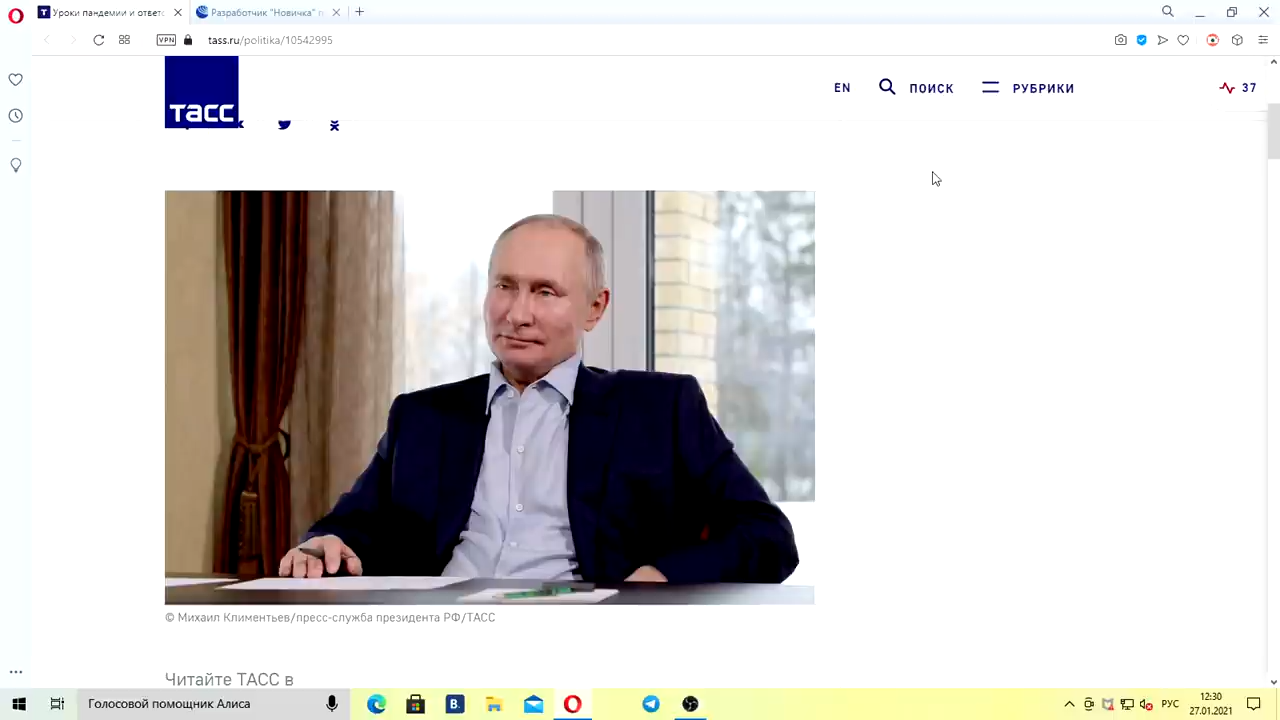 Уроки пандемии и ответс
Разработчик "Новичка" п
VPN
tass.ru/politika/10542995
ТАСС
EN
ПОИСК
РУБРИКИ
37
© Михаил Климентьев/пресс-служба президента РФ/ТАСС
Читайте ТАСС в
Голосовой помощник Алиса
B.
РУС
12:30
27.01.2021